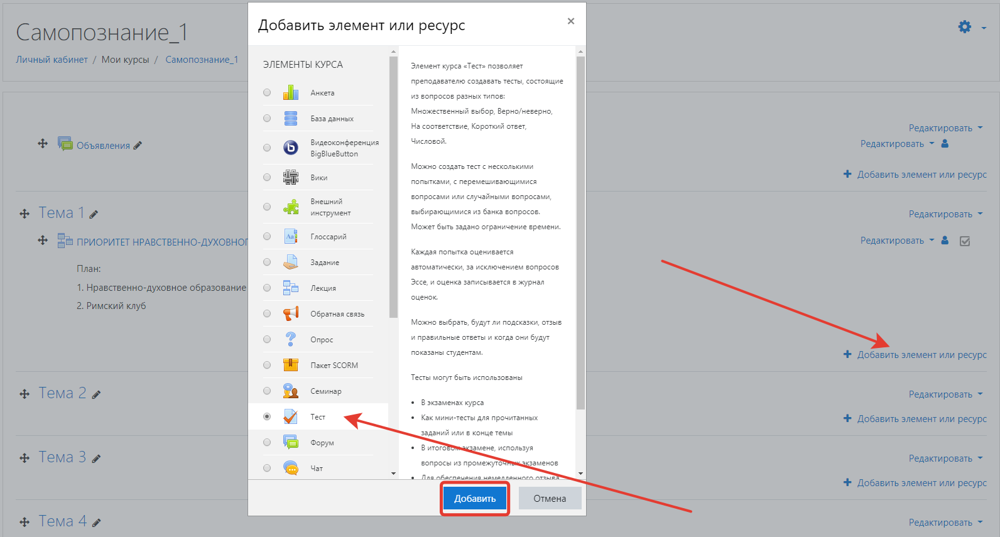 Самопознание_1
Личный кабинет / Мои курсы / Самопознание_1
Объявления
Редактировать
Редактировать
Добавить элемент или ресурс
Тема 1
Редактировать
ПРИОРИТЕТ НРАВСТВЕННО-ДУХОВНОГ
Редактировать
План:
1. Нравственно-духовное образование
2. Римский клуб
Добавить элемент или ресурс
Тема 2
Редактировать
Добавить элемент или ресурс
Тема 3
Редактировать
Добавить элемент или ресурс
Тема 4
Редактировать
Добавить элемент или ресурс
×
ЭЛЕМЕНТЫ КУРСА
Анкета
База данных
Видеоконференция
BigBlueButton
Вики
Внешний
инструмент
Глоссарий
Задание
Лекция
Обратная связь
Опрос
Пакет SCORM
Семинар
Тест
Форум
Чат
Элемент курса «Тест» позволяет
преподавателю создавать тесты, состоящие
из вопросов разных типов:
Множественный выбор, Верно/неверно,
На соответствие, Короткий ответ,
Числовой.
Можно создать тест с несколькими
попытками, с перемешивающимися
вопросами или случайными вопросами,
выбирающимися из банка вопросов.
Может быть задано ограничение времени.
Каждая попытка оценивается
автоматически, за исключением вопросов
Эссе, и оценка записывается в журнал
оценок.
Можно выбрать, будут ли подсказки, отзыв
и правильные ответы и когда они будут
показаны студентам.
Тесты могут быть использованы
• В экзаменах курса
• Как мини-тесты для прочитанных
заданий или в конце темы
• В итоговом экзамене, используя
вопросы из промежуточных экзаменов
• Для обеспечения немедленного отзыва
Добавить
Отмена